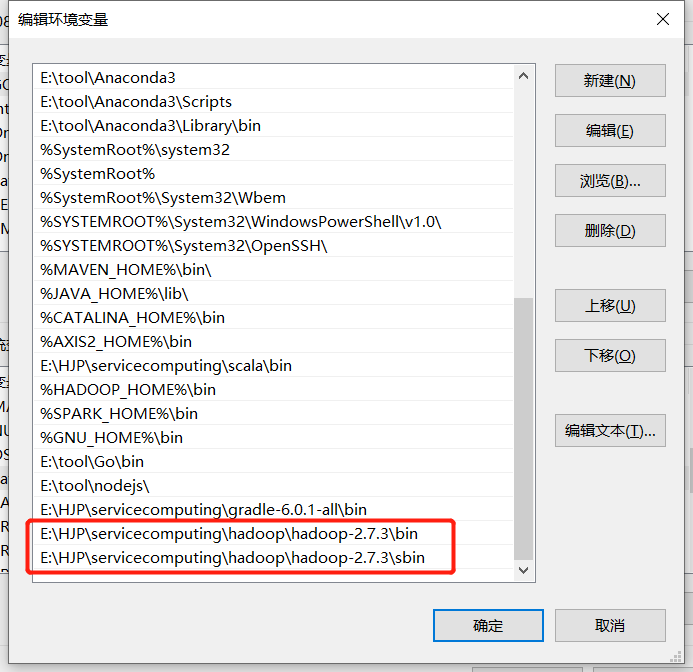 编辑环境变量
E:\tool\Anaconda3
E:\tool\Anaconda3\Scripts
E:\tool\Anaconda3\Library\bin
%SystemRoot%\system32
%SystemRoot%
%SystemRoot%\System32\Wbem
%SYSTEMROOT%\System32\WindowsPowerShell\v1.0\
%SYSTEMROOT%\System32\OpenSSH\
%MAVEN_HOME%\bin\
%JAVA_HOME%\lib\
%CATALINA_HOME%\bin
%AXIS2_HOME%\bin
E:\HJP\servicecomputing\scala\bin
%HADOOP_HOME%\bin
%SPARK_HOME%\bin
%GNU_HOME%\bin
E:\tool\Go\bin
E:\tool\nodejs\
E:\HJP\servicecomputing\gradle-6.0.1-all\bin
E:\HJP\servicecomputing\hadoop\hadoop-2.7.3\bin
E:\HJP\servicecomputing\hadoop\hadoop-2.7.3\sbin
新建(N)
编辑(E)
浏览(B)...
删除(D)
上移(U)
下移(O)
编辑文本(T)...
确定
取消